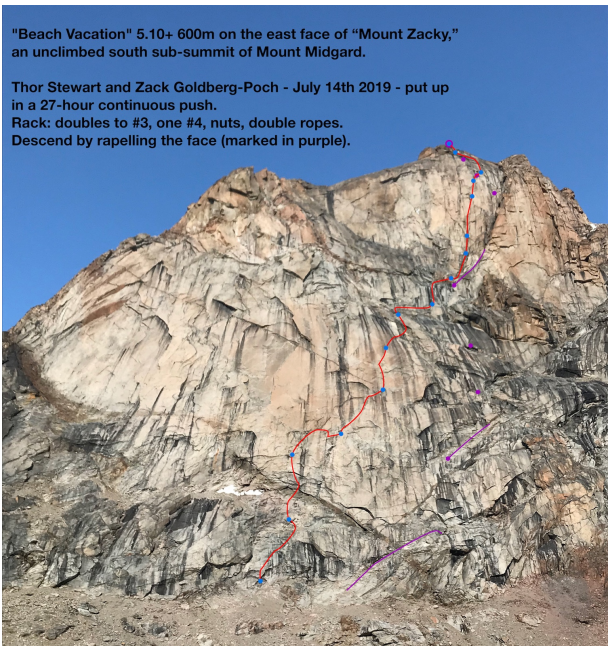 "Beach Vacation" 5.10+ 600m on the east face of “Mount Zacky,”
an unclimbed south sub-summit of Mount Midgard.
Thor Stewart and Zack Goldberg-Poch - July 14th 2019 - put up
in a 27-hour continuous push.
Rack: doubles to #3, one #4, nuts, double ropes.
Descend by rapelling the face (marked in purple).